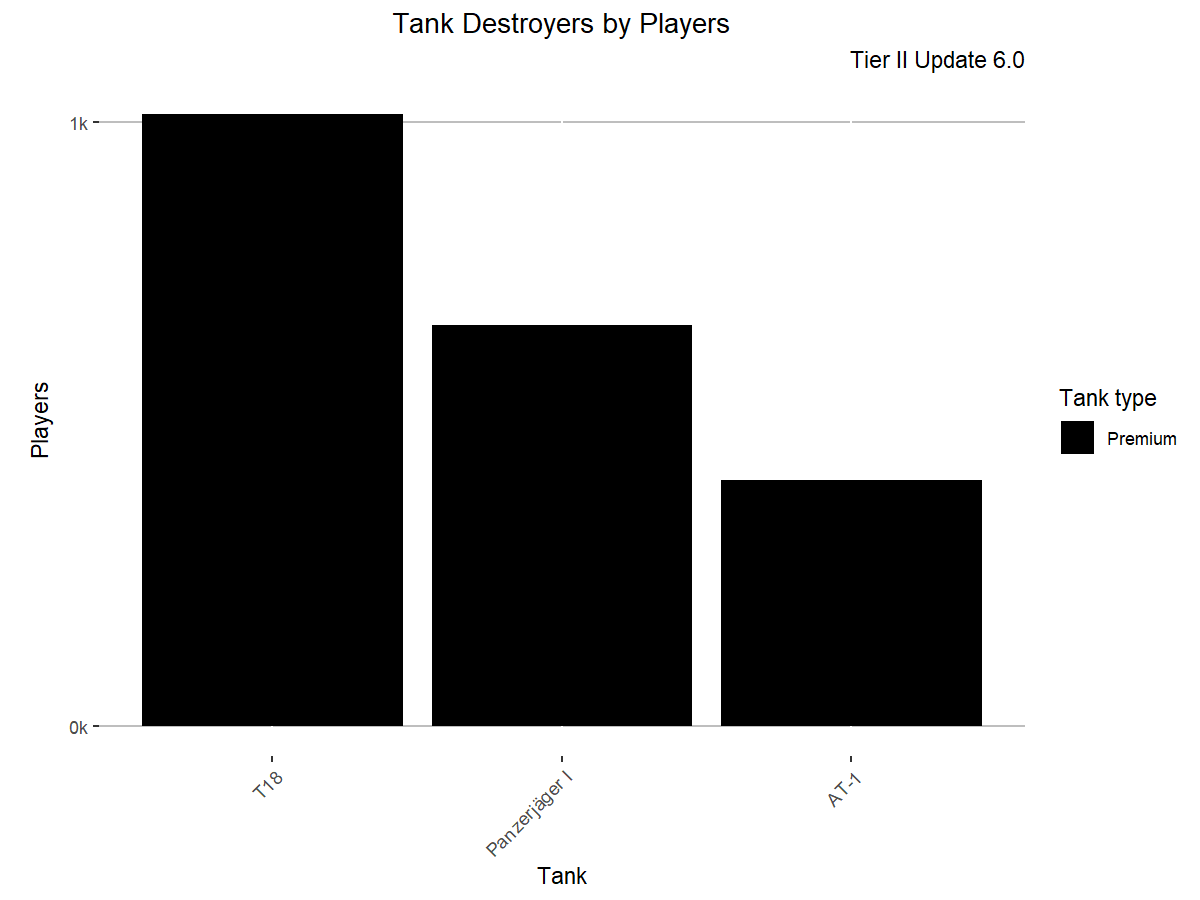 Tank Destroyers by Players
Tier II Update 6.0
1k
0k
Players
T18
Panzerjäger I
AT-1
Tank
Tank type
Premium